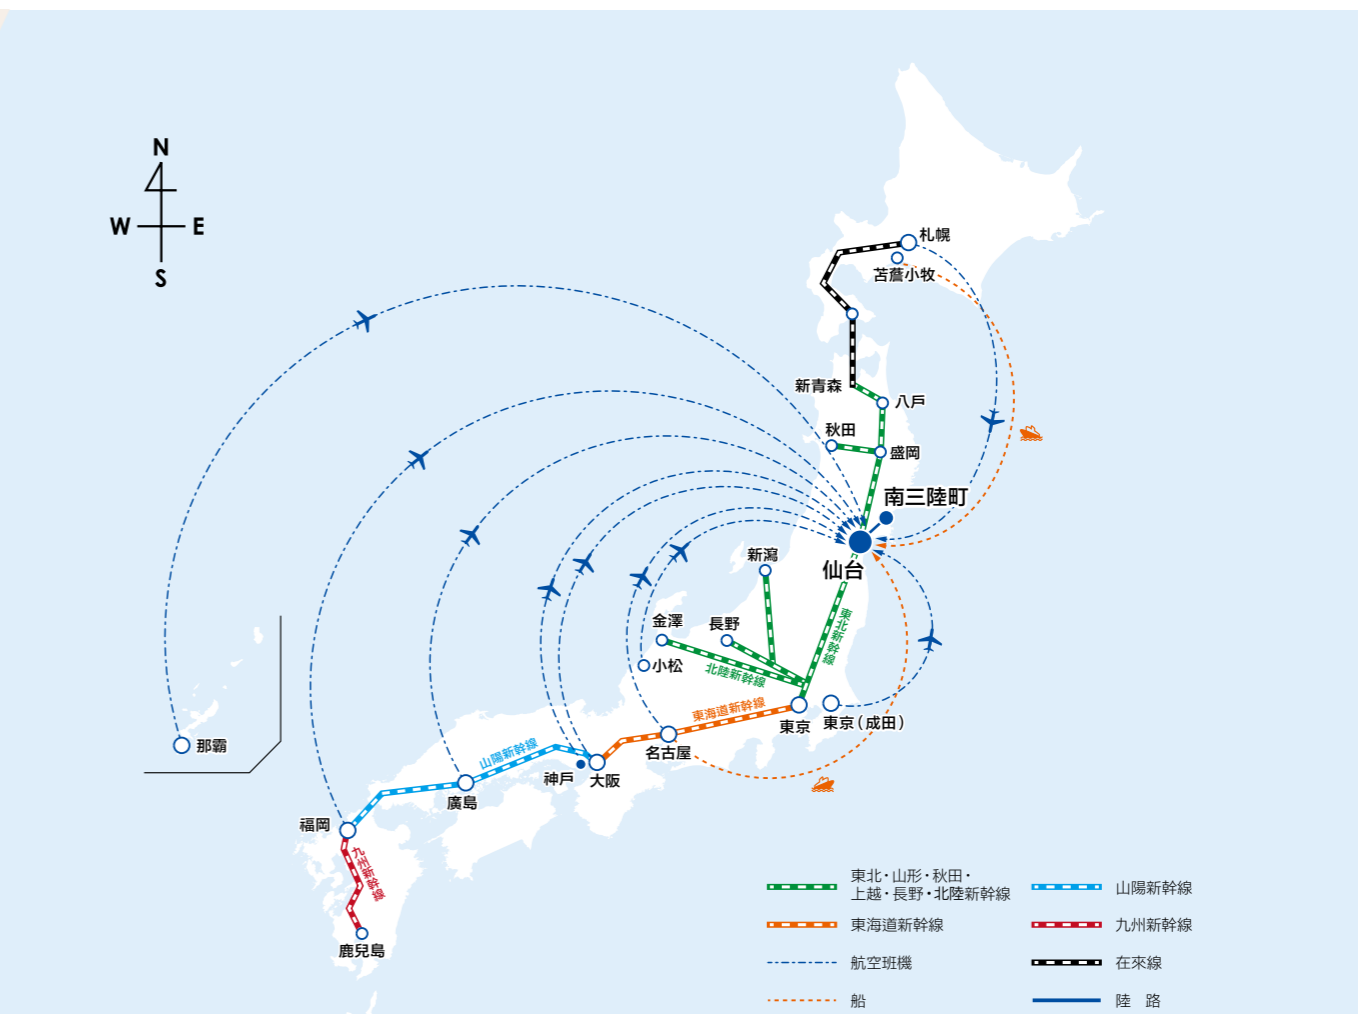 N
W E
S
札幌
苫鵲小牧
新青森
八戶
秋田
盛岡
南三陸町
仙台
新瀉
東北新幹線
金澤
長野
小松
北陸新幹線
東海道新幹線
東京
東京(成田)
名古屋
那霸
山陽新幹線
神戶
大阪
廣島
福岡
九州新幹線
鹿兒島
東北・山形・秋田・
上越・長野・北陸新幹線
山陽新幹線
東海道新幹線
九州新幹線
航空班機
在來線
船
陸 路